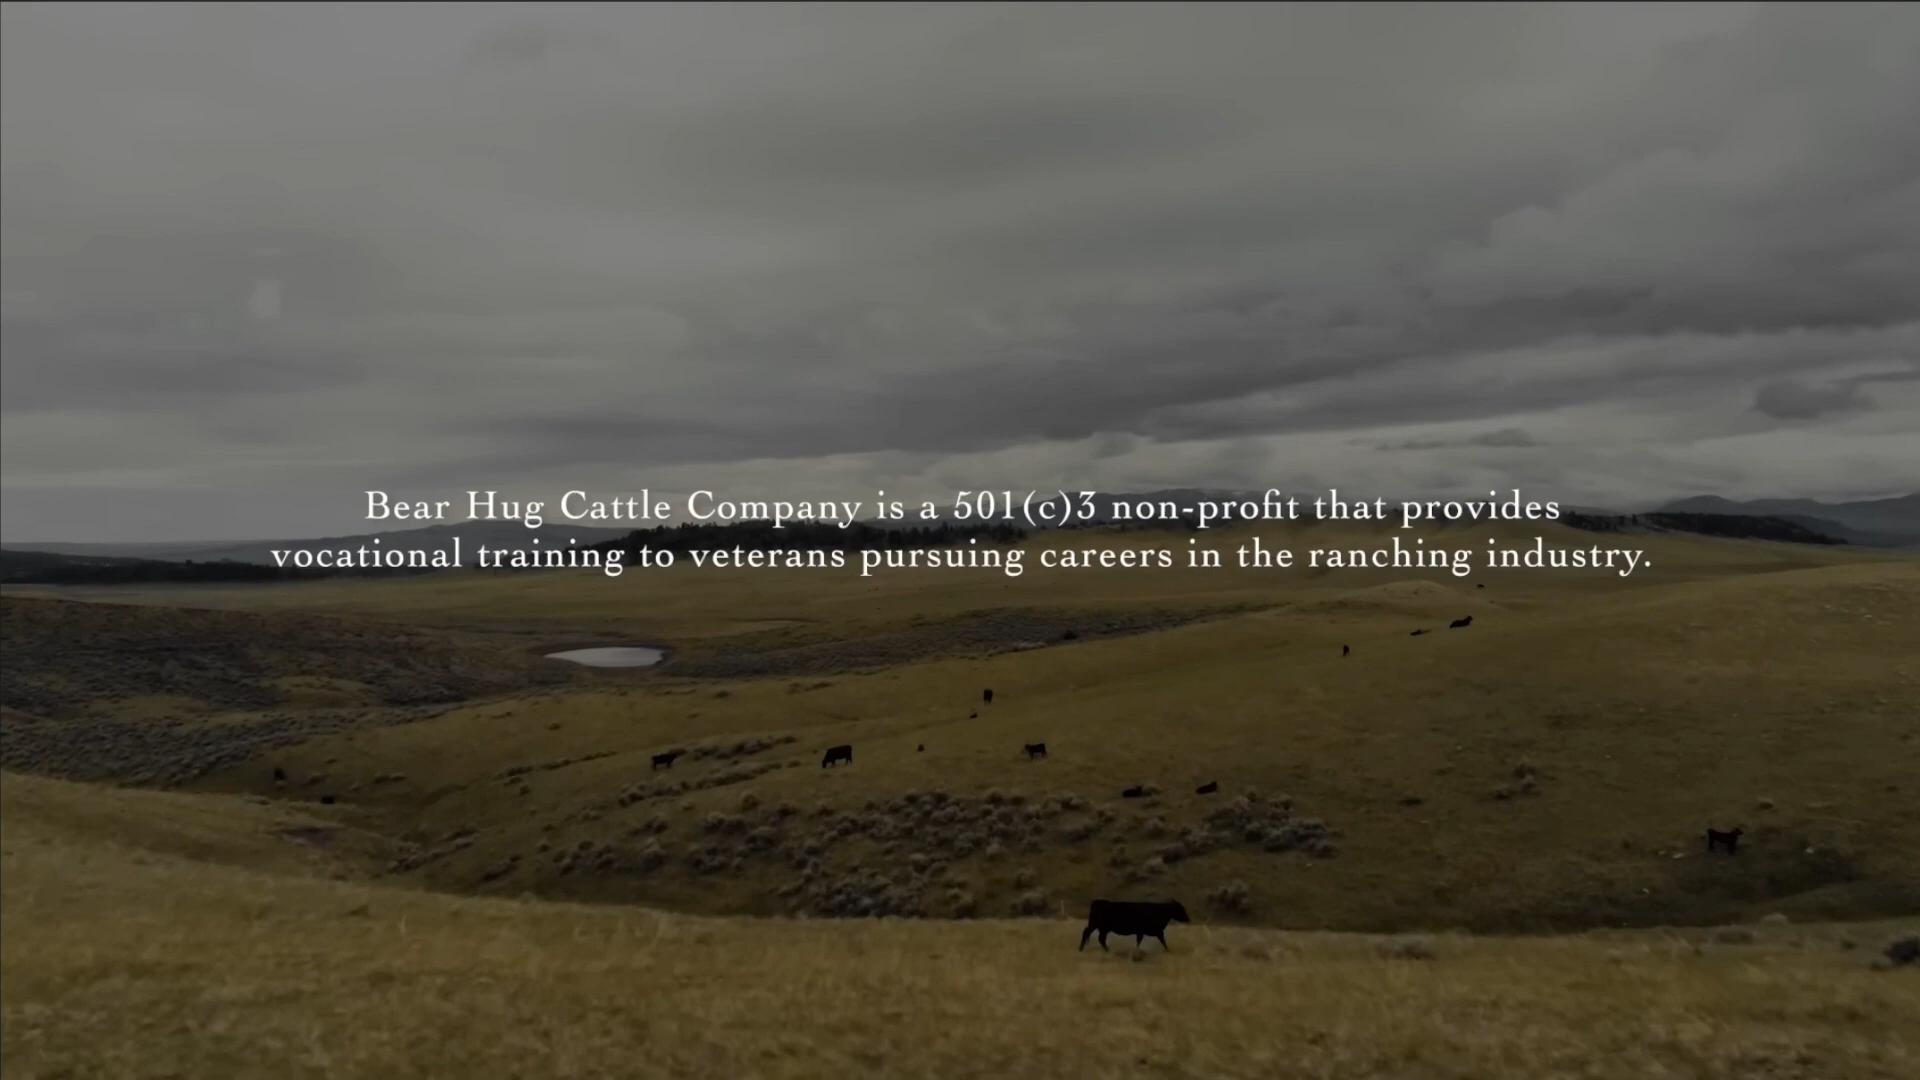 Bear Hug Cattle Company is a 501(c)3 non-profit that provides
vocational training to veterans pursuing careers in the ranching industry.